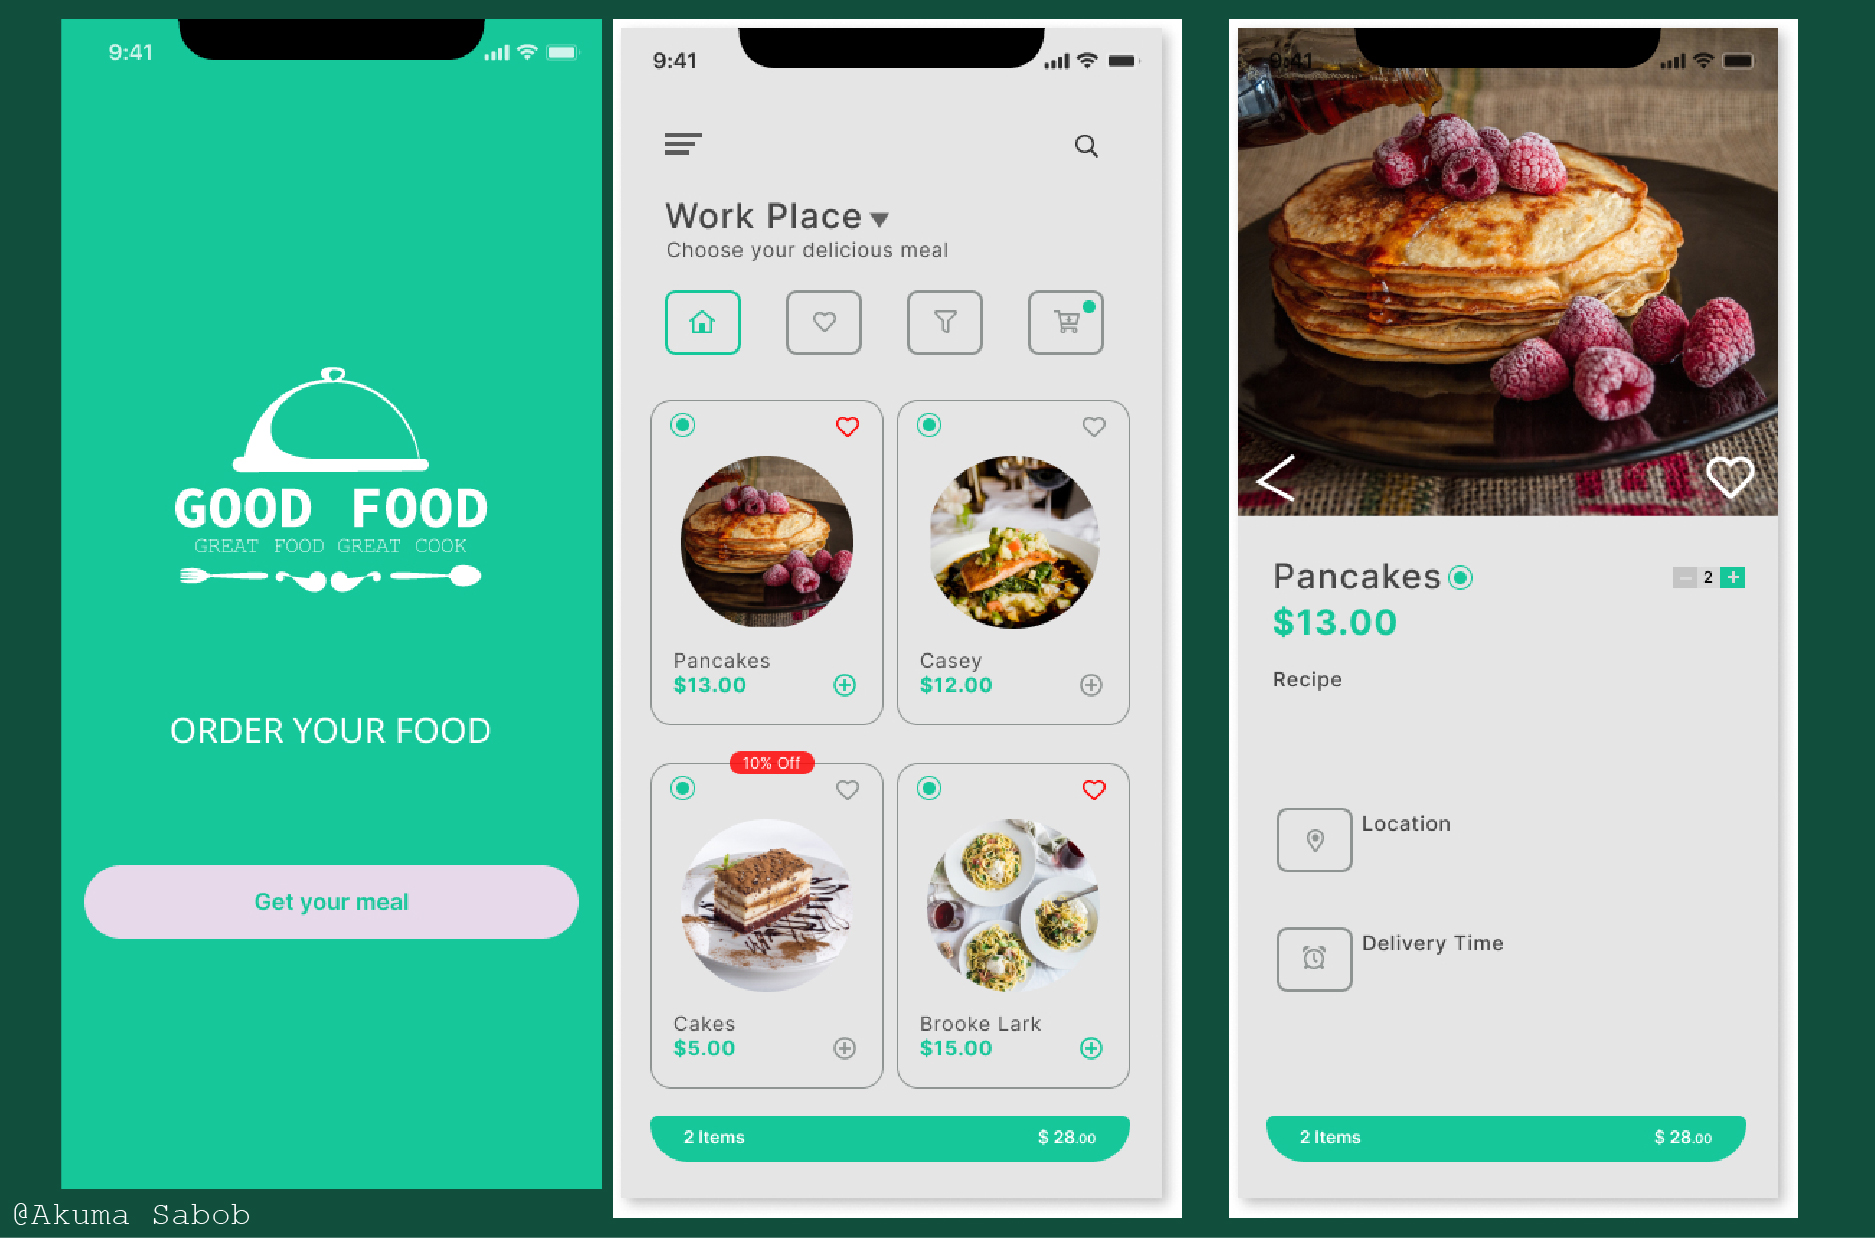 9:41
GOOD FOOD
GREAT FOOD GREAT COOK
ORDER YOUR FOOD
Get your meal
@Akuma Sabob
9:41
Work Place
Choose your delicious meal
Pancakes
$13.00
Casey
$12.00
10% Off
Cakes
$5.00
Brooke Lark
$15.00
2 Items $ 28.00
9:41
Pancakes 2
$13.00
Recipe
Location
Delivery Time
2 Items $ 28.00